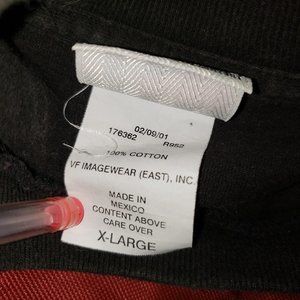 02/09/01
176362 R952
100% COTTON
VF IMAGEWEAR (EAST), INC.
MADE IN
MEXICO
CONTENT ABOVE
CARE OVER
X-LARGE